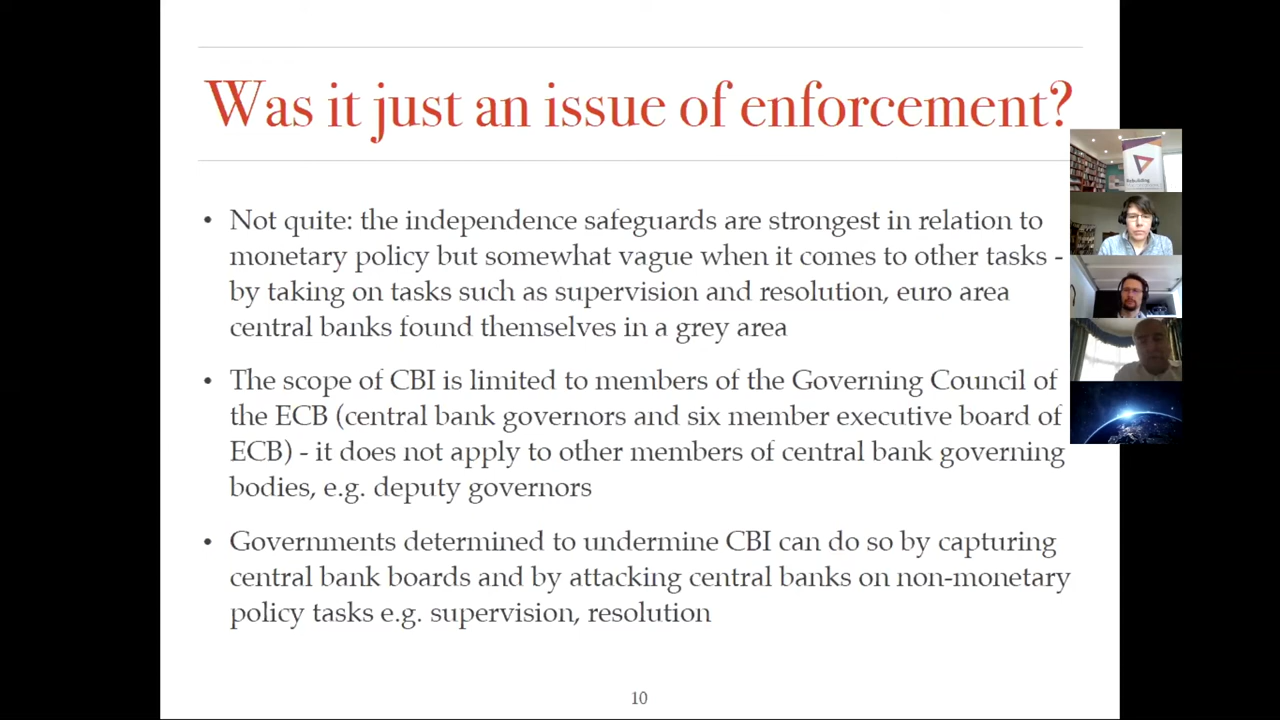 Was it just an issue of enforcement?
• Not quite: the independence safeguards are strongest in relation to
monetary policy but somewhat vague when it comes to other tasks -
by taking on tasks such as supervision and resolution, euro area
central banks found themselves in a grey area
• The scope of CBI is limited to members of the Governing Council of
the ECB (central bank governors and six member executive board of
ECB) - it does not apply to other members of central bank governing
bodies, e.g. deputy governors
• Governments determined to undermine CBI can do so by capturing
central bank boards and by attacking central banks on non-monetary
policy tasks e.g. supervision, resolution
10